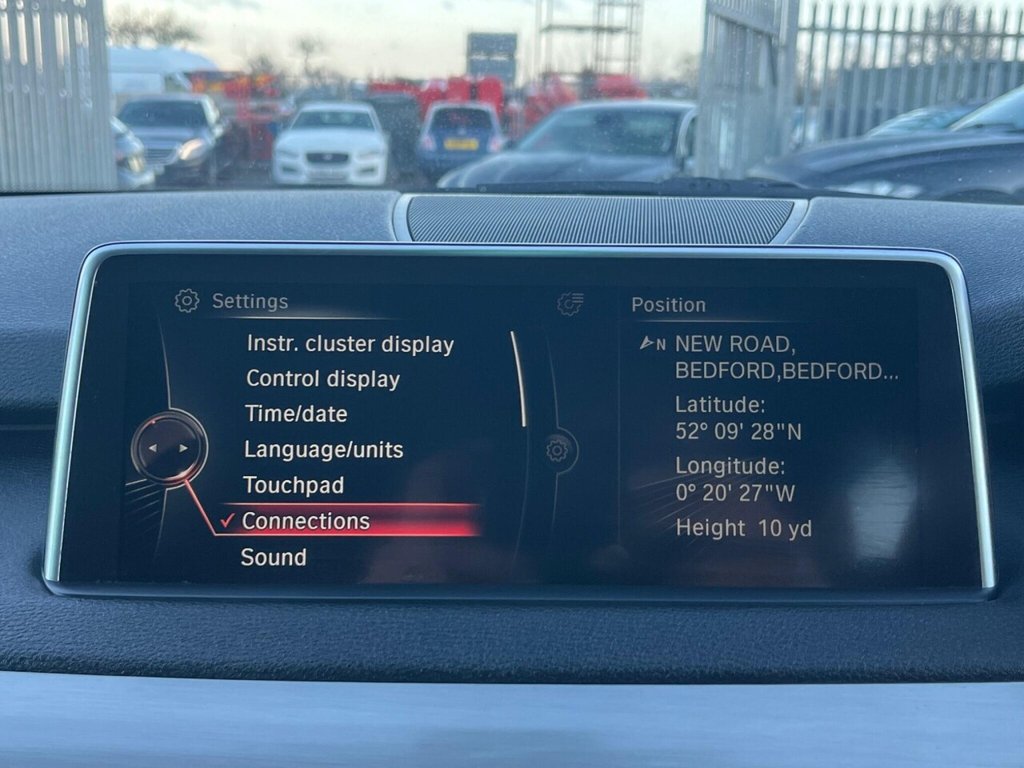 Settings
Instr. cluster display
Control display
Time/date
Language/units
Touchpad
✓ Connections
Sound
Position
N NEW ROAD,
BEDFORD,BEDFORD...
Latitude:
52° 09' 28"N
Longitude:
0° 20' 27"W
Height 10 yd